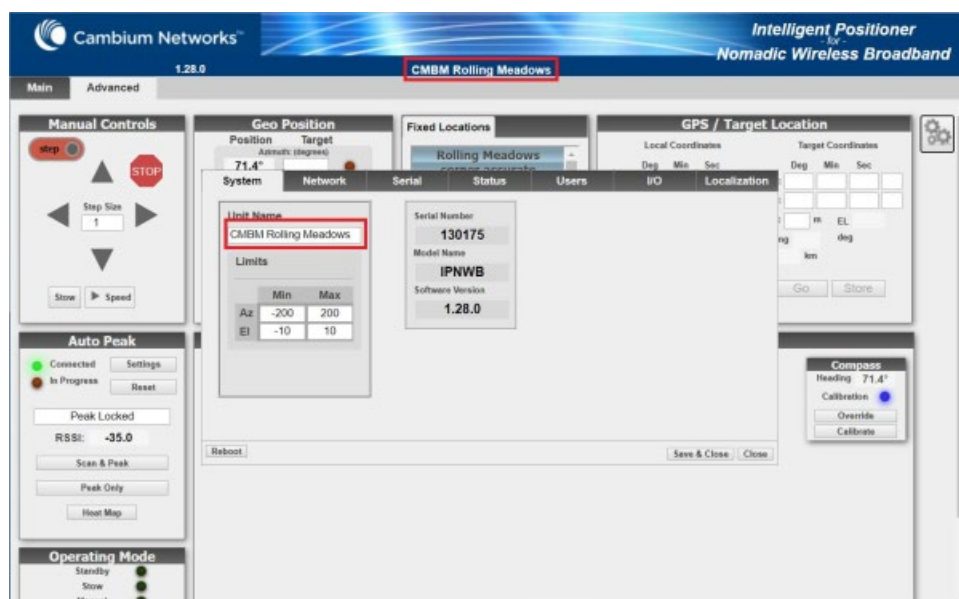 Cambium Networks™
Intelligent Positioner
- for -
Nomadic Wireless Broadband
1.28.0
CMBM Rolling Meadows
Main Advanced
Manual Controls
step
STOP
Step Size
1
Stow Speed
Geo Position
Position Target
Azimuth: (degrees)
71.4°
Fixed Locations
Rolling Meadows
corner accurate
GPS / Target Location
Local Coordinates Target Coordinates
Deg Min Sec Deg Min Sec
m EL
deg
km
Go Store
System Network Serial Status Users I/O Localization
Unit Name
CMBM Rolling Meadows
Limits
Min Max
Az -200 200
El -10 10
Serial Number
130175
Model Name
IPNWB
Software Version
1.28.0
Reboot
Save & Close Close
Auto Peak
Connected Settings
In Progress Reset
Peak Locked
RSSI: -35.0
Scan & Peak
Peak Only
Heat Map
Compass
Heading 71.4°
Calibration
Override
Calibrate
Operating Mode
Standby
Stow